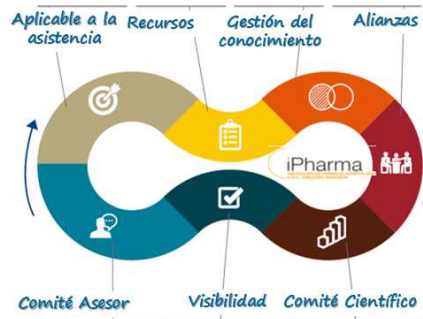 Aplicable a la
asistencia
Recursos
Gestión del
conocimiento
Alianzas
iPharma
Comité Asesor
Visibilidad
Comité Científico